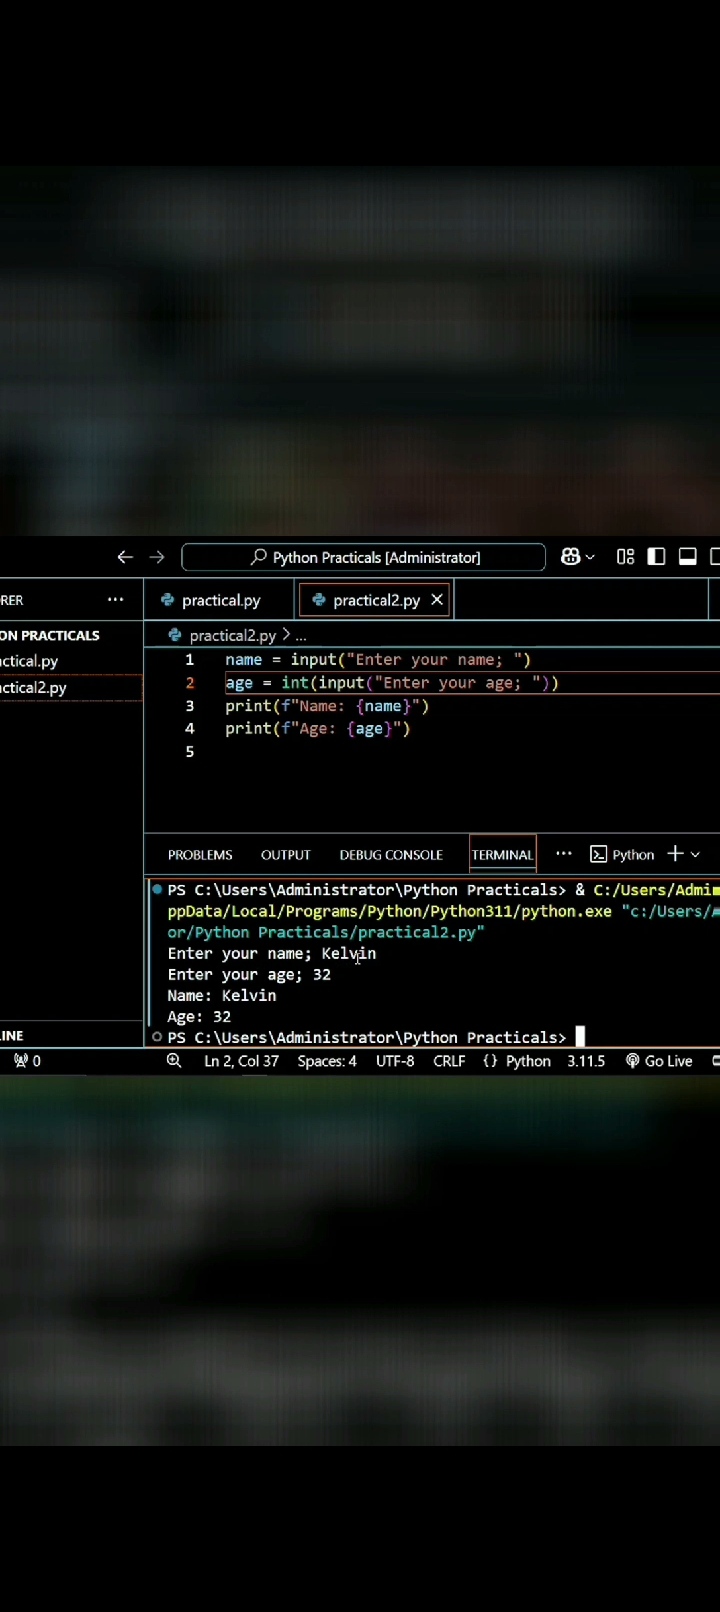 Python Practicals [Administrator]
RER ...
practical.py
practical2.py
ON PRACTICALS
practical2.py > ...
ctical.py
ctical2.py
1 name = input("Enter your name; ")
2 age = int(input("Enter your age; "))
3 print(f"Name: {name}")
4 print(f"Age: {age}")
5
PROBLEMS OUTPUT DEBUG CONSOLE TERMINAL ... Python
PS C:\Users\Administrator\Python Practicals> & C:/Users/Admi
ppData/Local/Programs/Python/Python311/python.exe "c:/Users/
or/Python Practicals/practical2.py"
Enter your name; Kelvin
Enter your age; 32
Name: Kelvin
Age: 32
PS C:\Users\Administrator\Python Practicals>
LINE
0 Ln 2, Col 37 Spaces: 4 UTF-8 CRLF {} Python 3.11.5 Go Live